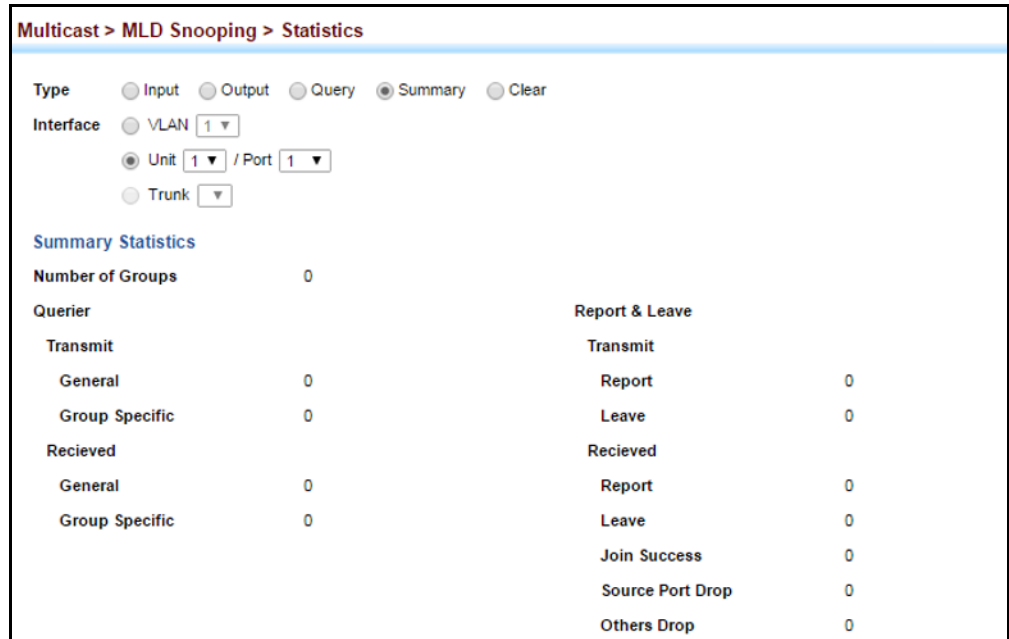 Multicast > MLD Snooping > Statistics
Type Input Output Query Summary Clear
Interface VLAN 1
Unit 1 / Port 1
Trunk
Summary Statistics
Number of Groups 0
Querier Report & Leave
Transmit Transmit
General 0 Report 0
Group Specific 0 Leave 0
Recieved Recieved
General 0 Report 0
Group Specific 0 Leave 0
Join Success 0
Source Port Drop 0
Others Drop 0